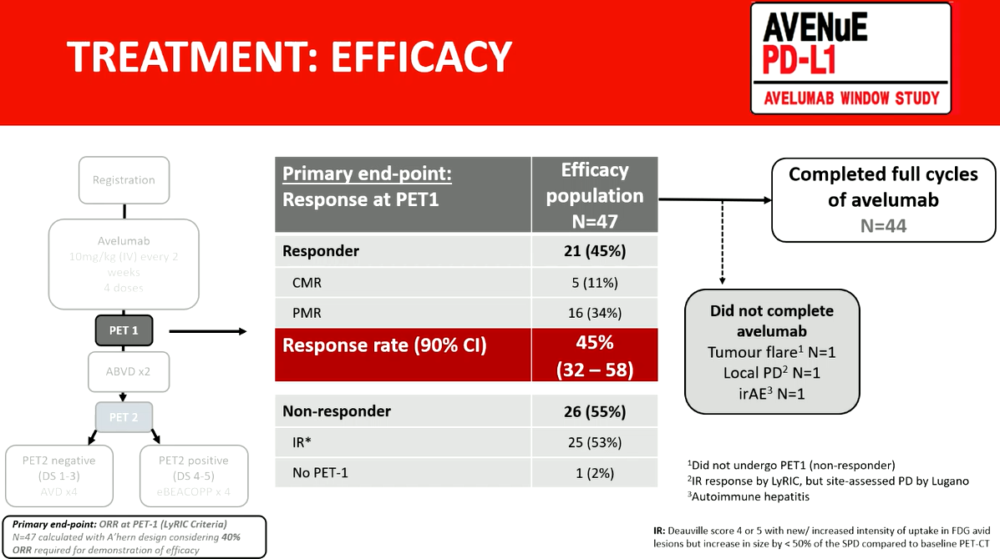 TREATMENT: EFFICACY
AVENuE
PD-L1
AVELUMAB WINDOW STUDY
Registration
Avelumab
10mg/kg (IV) every 2
weeks
4 doses
PET 1
ABVD x2
PET 2
PET2 negative
(DS 1-3)
AVD x4
PET2 positive
(DS 4-5)
eBEACOPP x 4
Primary end-point: ORR at PET-1 (LyRIC Criteria)
N=47 calculated with A’hern design considering 40%
ORR required for demonstration of efficacy
Primary end-point:
Response at PET1
Efficacy
population
N=47
Responder 21 (45%)
CMR 5 (11%)
PMR 16 (34%)
Response rate (90% CI) 45%
(32 – 58)
Non-responder 26 (55%)
IR* 25 (53%)
No PET-1 1 (2%)
Completed full cycles
of avelumab
N=44
Did not complete
avelumab
Tumour flare¹ N=1
Local PD² N=1
irAE³ N=1
¹Did not undergo PET1 (non-responder)
²IR response by LyRIC, but site-assessed PD by Lugano
³Autoimmune hepatitis
IR: Deauville score 4 or 5 with new/ increased intensity of uptake in FDG avid
lesions but increase in size by < 50% of the SPD compared to baseline PET-CT